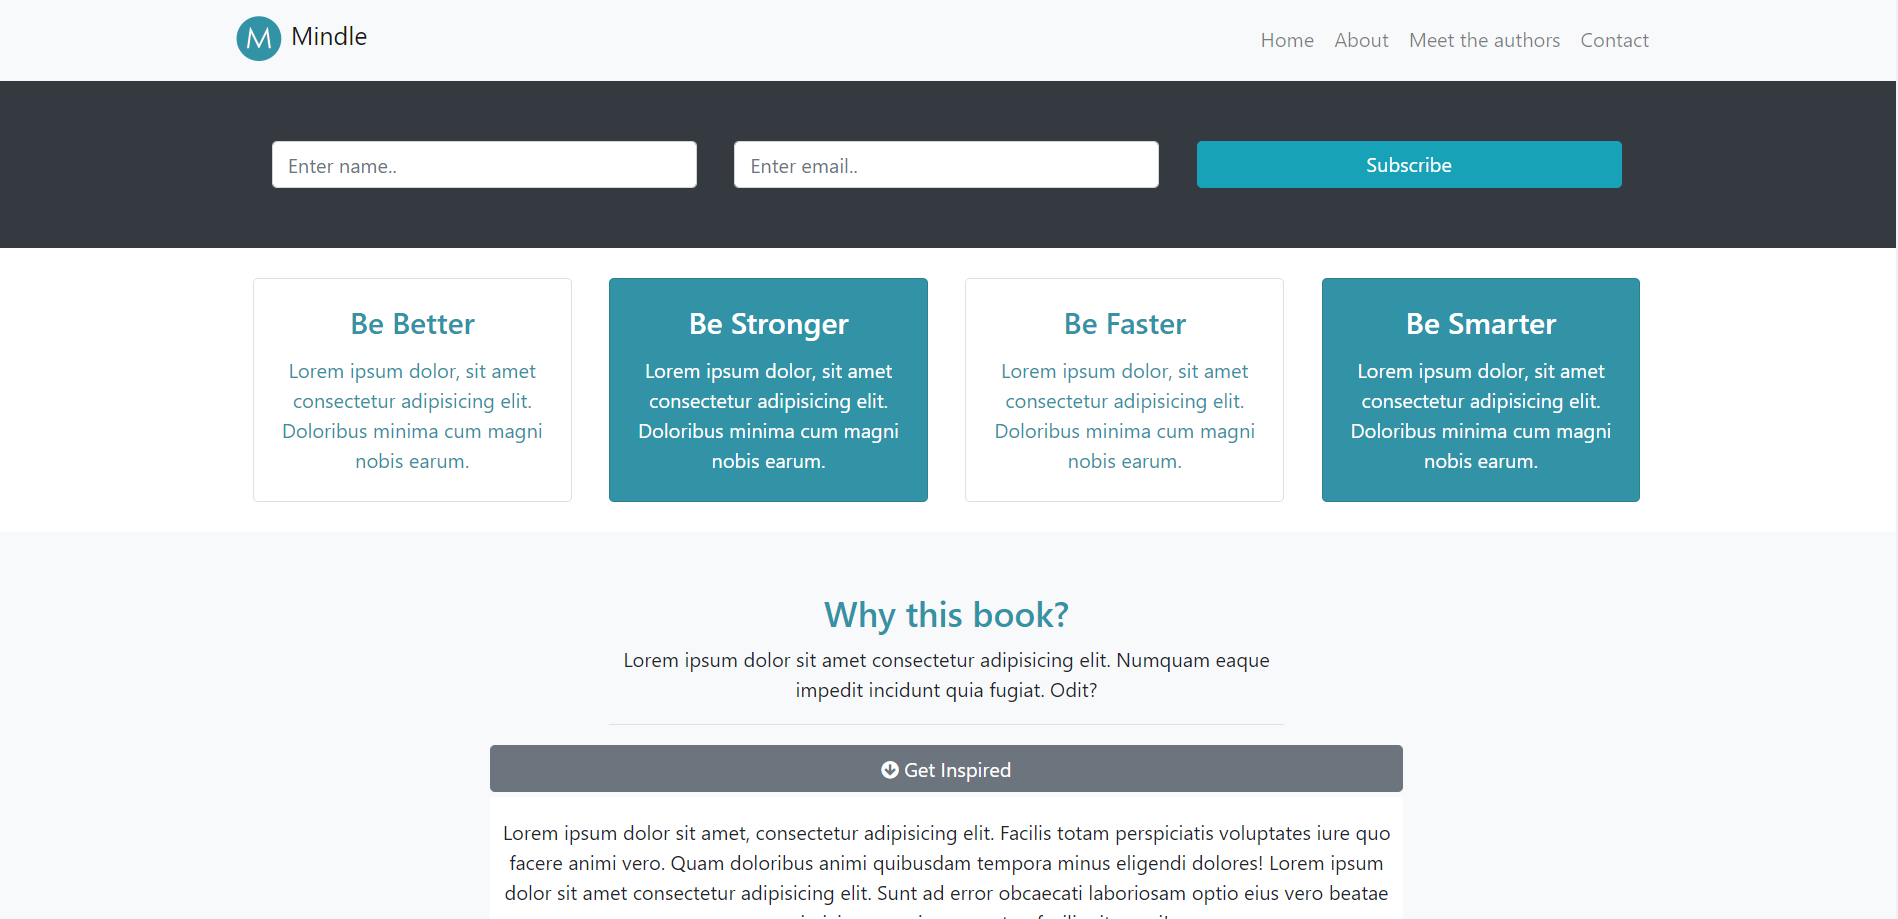 M Mindle
Home About Meet the authors Contact
Enter name.. Enter email.. Subscribe
Be Better
Lorem ipsum dolor, sit amet
consectetur adipisicing elit.
Doloribus minima cum magni
nobis earum.
Be Stronger
Lorem ipsum dolor, sit amet
consectetur adipisicing elit.
Doloribus minima cum magni
nobis earum.
Be Faster
Lorem ipsum dolor, sit amet
consectetur adipisicing elit.
Doloribus minima cum magni
nobis earum.
Be Smarter
Lorem ipsum dolor, sit amet
consectetur adipisicing elit.
Doloribus minima cum magni
nobis earum.
Why this book?
Lorem ipsum dolor sit amet consectetur adipisicing elit. Numquam eaque
impedit incidunt quia fugiat. Odit?
Get Inspired
Lorem ipsum dolor sit amet, consectetur adipisicing elit. Facilis totam perspiciatis voluptates iure quo
facere animi vero. Quam doloribus animi quibusdam tempora minus eligendi dolores! Lorem ipsum
dolor sit amet consectetur adipisicing elit. Sunt ad error obcaecati laboriosam optio eius vero beatae